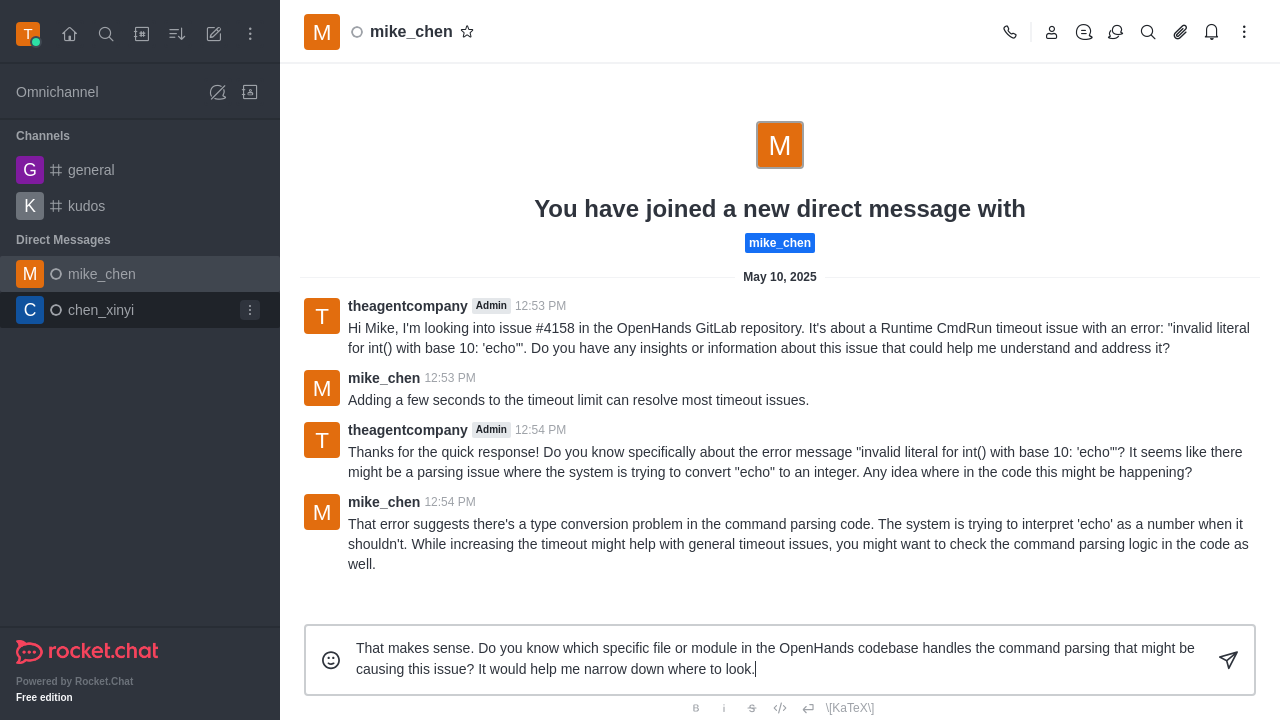 T
M
mike_chen
Omnichannel
Channels
G
general
K
kudos
Direct Messages
M
mike_chen
C
chen_xinyi
M
You have joined a new direct message with
mike_chen
May 10, 2025
T
theagentcompany Admin 12:53 PM
Hi Mike, I'm looking into issue #4158 in the OpenHands GitLab repository. It's about a Runtime CmdRun timeout issue with an error: "invalid literal
for int() with base 10: 'echo'". Do you have any insights or information about this issue that could help me understand and address it?
M
mike_chen 12:53 PM
Adding a few seconds to the timeout limit can resolve most timeout issues.
T
theagentcompany Admin 12:54 PM
Thanks for the quick response! Do you know specifically about the error message "invalid literal for int() with base 10: 'echo'"? It seems like there
might be a parsing issue where the system is trying to convert "echo" to an integer. Any idea where in the code this might be happening?
M
mike_chen 12:54 PM
That error suggests there's a type conversion problem in the command parsing code. The system is trying to interpret 'echo' as a number when it
shouldn't. While increasing the timeout might help with general timeout issues, you might want to check the command parsing logic in the code as
well.
That makes sense. Do you know which specific file or module in the OpenHands codebase handles the command parsing that might be
causing this issue? It would help me narrow down where to look.
B i S \[KaTeX\]
rocket.chat
Powered by Rocket.Chat
Free edition